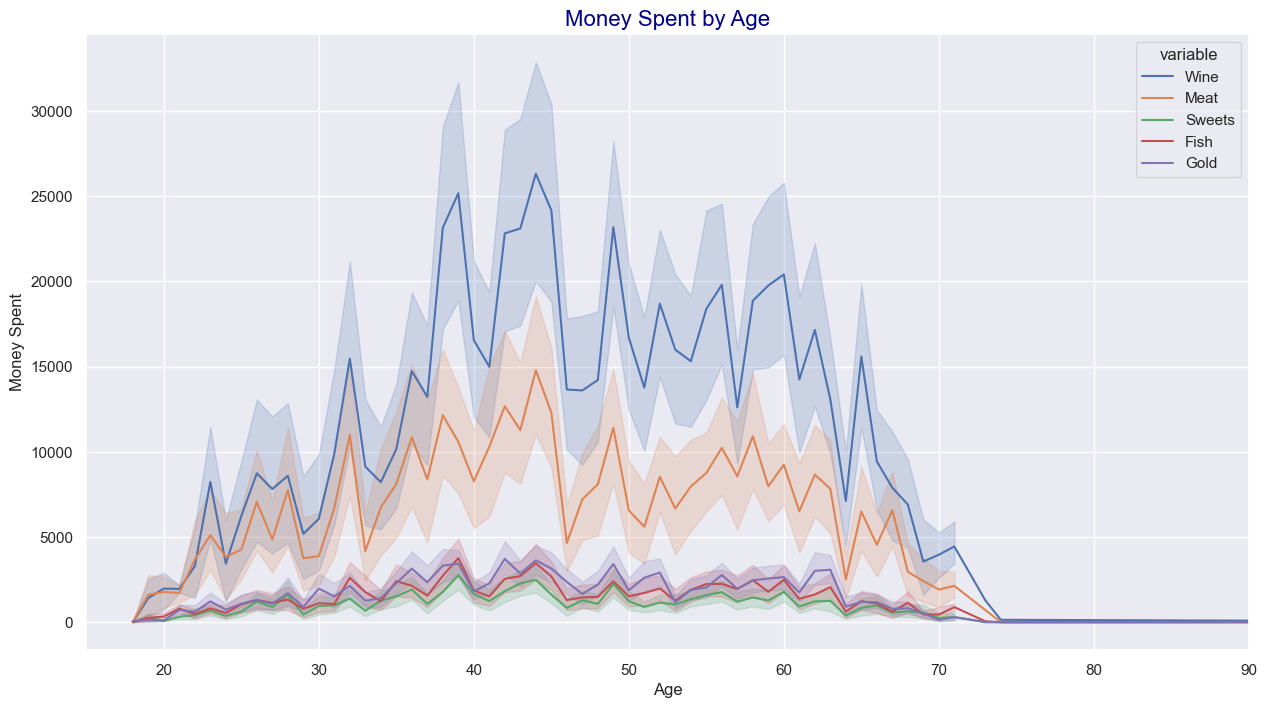 Money Spent by Age
variable
Wine
Meat
Sweets
Fish
Gold
Money Spent
30000
25000
20000
15000
10000
5000
0
20 30 40 50 60 70 80 90
Age